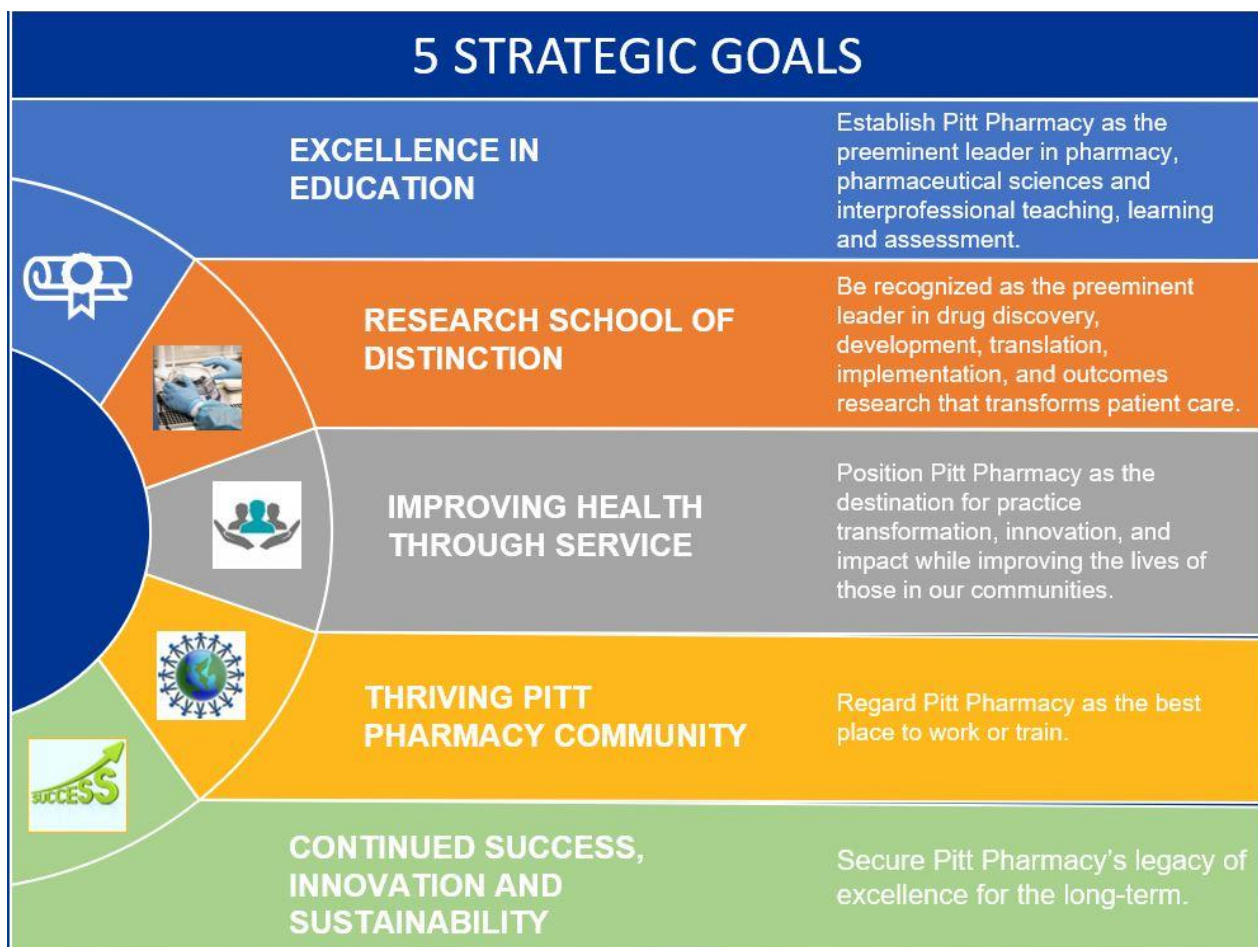 5 STRATEGIC GOALS
EXCELLENCE IN
EDUCATION
Establish Pitt Pharmacy as the
preeminent leader in pharmacy,
pharmaceutical sciences and
interprofessional teaching, learning
and assessment.
RESEARCH SCHOOL OF
DISTINCTION
Be recognized as the preeminent
leader in drug discovery,
development, translation,
implementation, and outcomes
research that transforms patient care.
IMPROVING HEALTH
THROUGH SERVICE
Position Pitt Pharmacy as the
destination for practice
transformation, innovation, and
impact while improving the lives of
those in our communities.
THRIVING PITT
PHARMACY COMMUNITY
Regard Pitt Pharmacy as the best
place to work or train.
SUCCESS
CONTINUED SUCCESS,
INNOVATION AND
SUSTAINABILITY
Secure Pitt Pharmacy’s legacy of
excellence for the long-term.